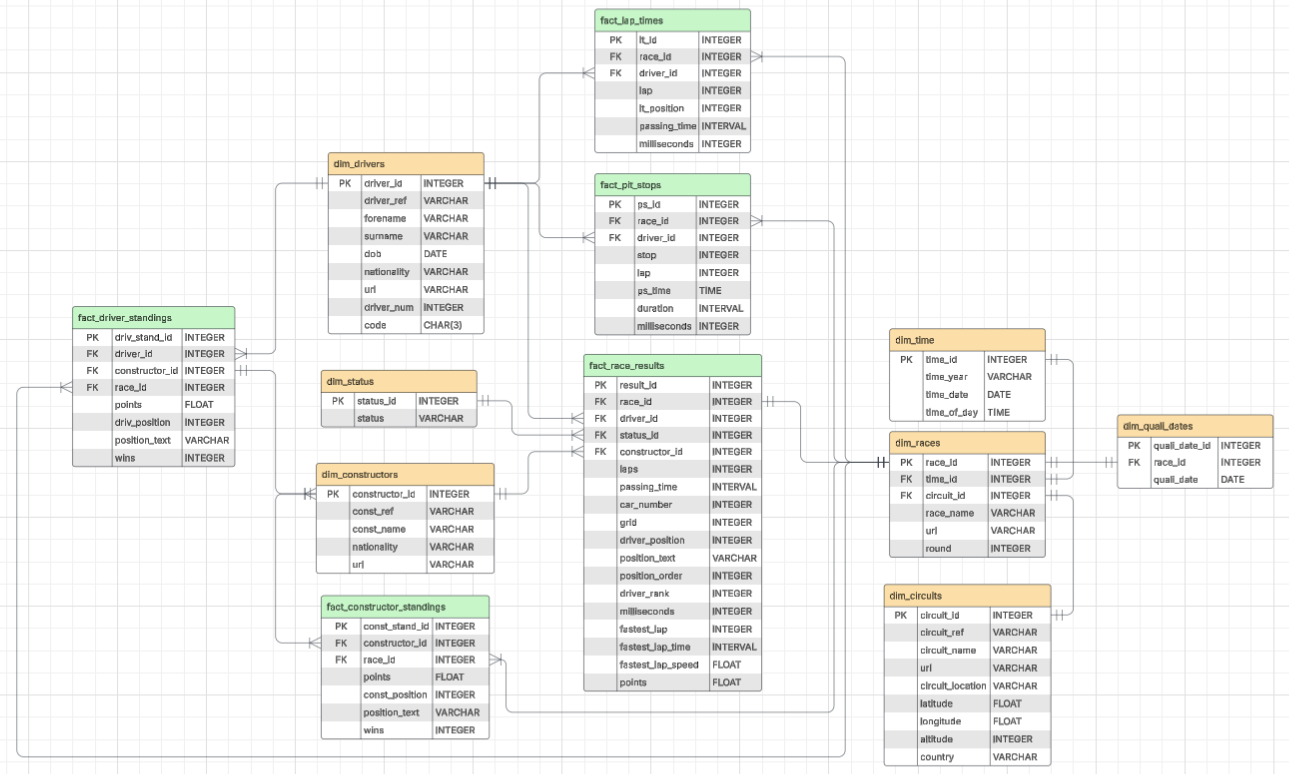 fact_lap_times
PK lt_id INTEGER
FK race_id INTEGER
FK driver_id INTEGER
lap INTEGER
lt_position INTEGER
passing_time INTERVAL
milliseconds INTEGER
dim_drivers
PK driver_id INTEGER
driver_ref VARCHAR
forename VARCHAR
surname VARCHAR
dob DATE
nationality VARCHAR
url VARCHAR
driver_num INTEGER
code CHAR(3)
fact_pit_stops
PK ps_id INTEGER
FK race_id INTEGER
FK driver_id INTEGER
stop INTEGER
lap INTEGER
ps_time TIME
duration INTERVAL
milliseconds INTEGER
fact_driver_standings
PK driv_stand_id INTEGER
FK driver_id INTEGER
FK constructor_id INTEGER
FK race_id INTEGER
points FLOAT
driv_position INTEGER
position_text VARCHAR
wins INTEGER
dim_status
PK status_id INTEGER
status VARCHAR
fact_race_results
PK result_id INTEGER
FK race_id INTEGER
FK driver_id INTEGER
FK status_id INTEGER
FK constructor_id INTEGER
laps INTEGER
passing_time INTERVAL
car_number INTEGER
grid INTEGER
driver_position INTEGER
position_text VARCHAR
position_order INTEGER
driver_rank INTEGER
milliseconds INTEGER
fastest_lap INTEGER
fastest_lap_time INTERVAL
fastest_lap_speed FLOAT
points FLOAT
dim_time
PK time_id INTEGER
time_year VARCHAR
time_date DATE
time_of_day TIME
dim_quali_dates
PK quali_date_id INTEGER
FK race_id INTEGER
quali_date DATE
dim_races
PK race_id INTEGER
FK time_id INTEGER
FK circuit_id INTEGER
race_name VARCHAR
url VARCHAR
round INTEGER
dim_constructors
PK constructor_id INTEGER
const_ref VARCHAR
const_name VARCHAR
nationality VARCHAR
url VARCHAR
fact_constructor_standings
PK const_stand_id INTEGER
FK constructor_id INTEGER
FK race_id INTEGER
points FLOAT
const_position INTEGER
position_text VARCHAR
wins INTEGER
dim_circuits
PK circuit_id INTEGER
circuit_ref VARCHAR
circuit_name VARCHAR
url VARCHAR
circuit_location VARCHAR
latitude FLOAT
longitude FLOAT
altitude INTEGER
country VARCHAR